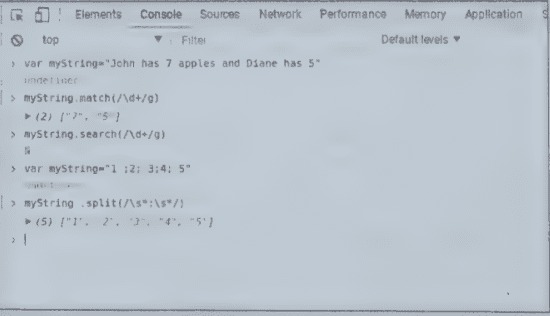 Elements Console Sources Network Performance Memory Application
top Filter Default levels ▼
> var myString="John has 7 apples and Diane has 5"
> myString.match(/\d+/g)
▶ (2) ["7", "5"]
> myString.search(/\d+/g)
> var myString="1 ;2; 3;4; 5"
> myString .split(/\s*;\s*/)
▶ (5) ["1", "2", "3", "4", "5"]
>